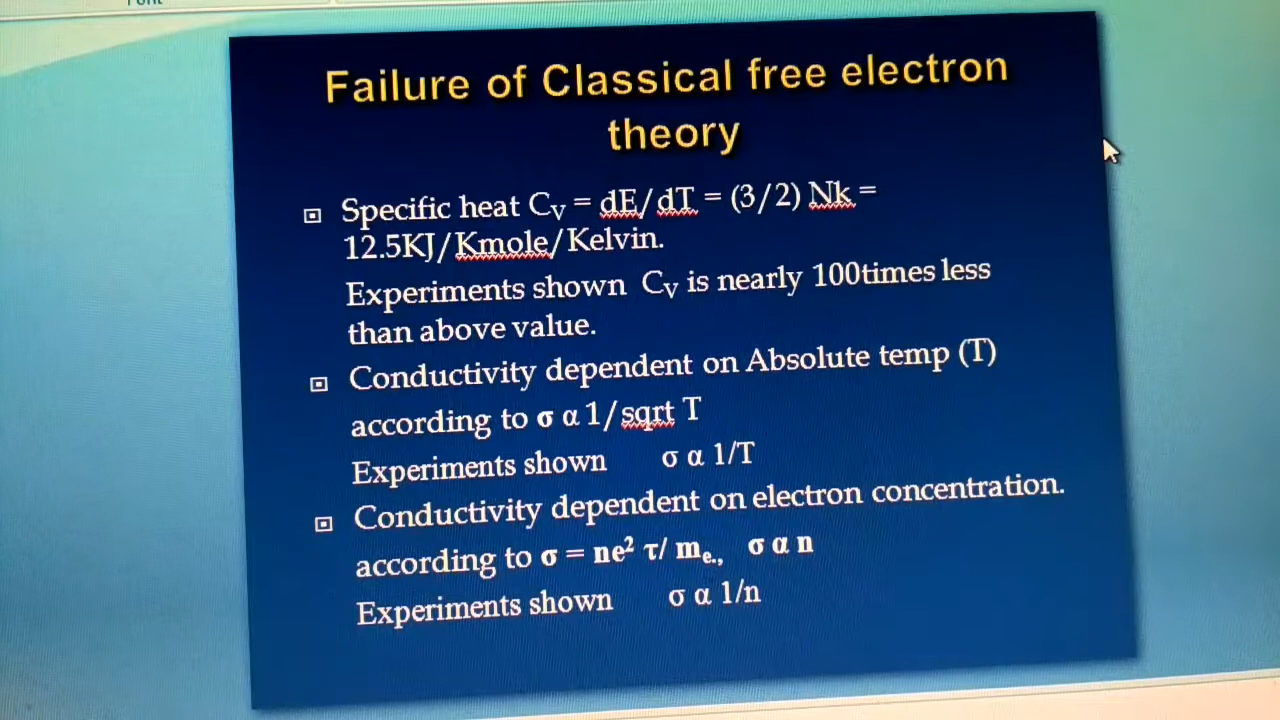 Font
Failure of Classical free electron
theory
Specific heat Cv = dE/dT = (3/2) Nk =
12.5KJ/Kmole/Kelvin.
Experiments shown Cv is nearly 100times less
than above value.
Conductivity dependent on Absolute temp (T)
according to σ α 1/sqrt T
Experiments shown σ α 1/T
Conductivity dependent on electron concentration.
according to σ = ne² τ/ me., σ α n
Experiments shown σ α 1/n